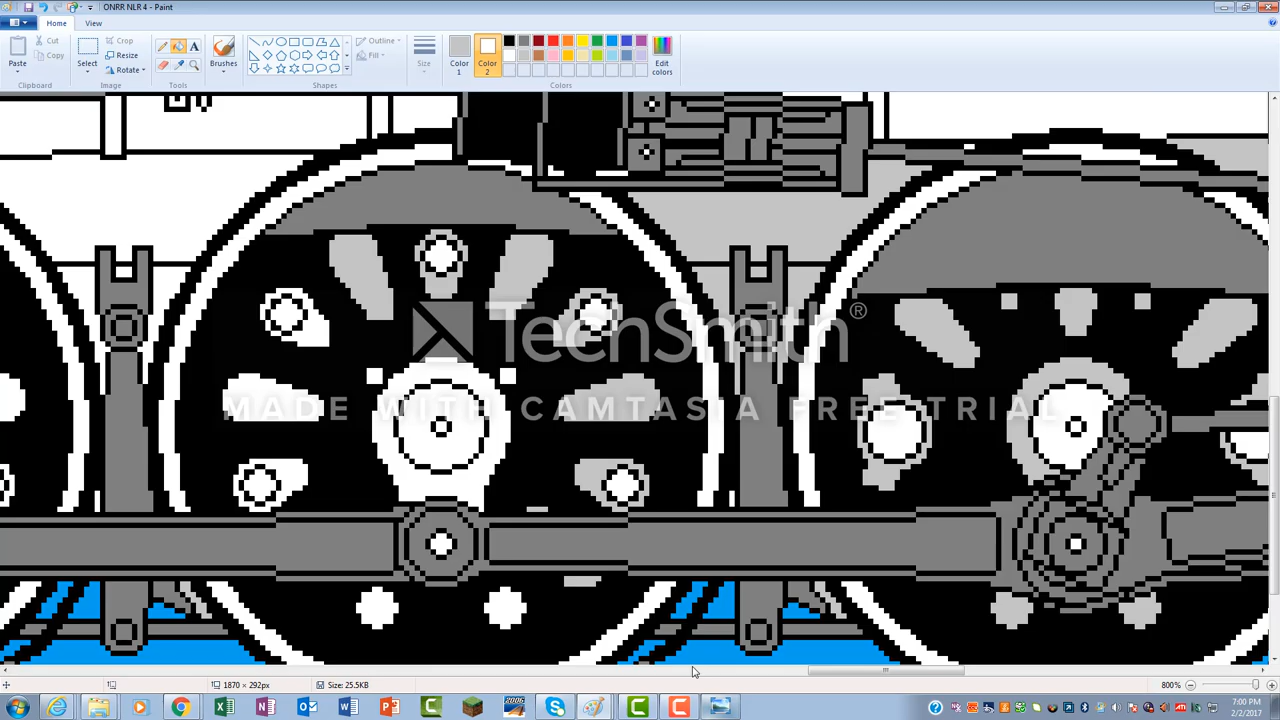 ONRR NLR 4 - Paint
Home
View
Paste
Cut
Copy
Clipboard
Select
Crop
Resize
Rotate
Image
Tools
A
Brushes
Shapes
Outline
Fill
Size
Color
1
Color
2
Edit
colors
Colors
TechSmith®
MADE WITH CAMTASIA FREE TRIAL
1870 × 292px
Size: 25.5KB
800%
7:00 PM
2/2/2017